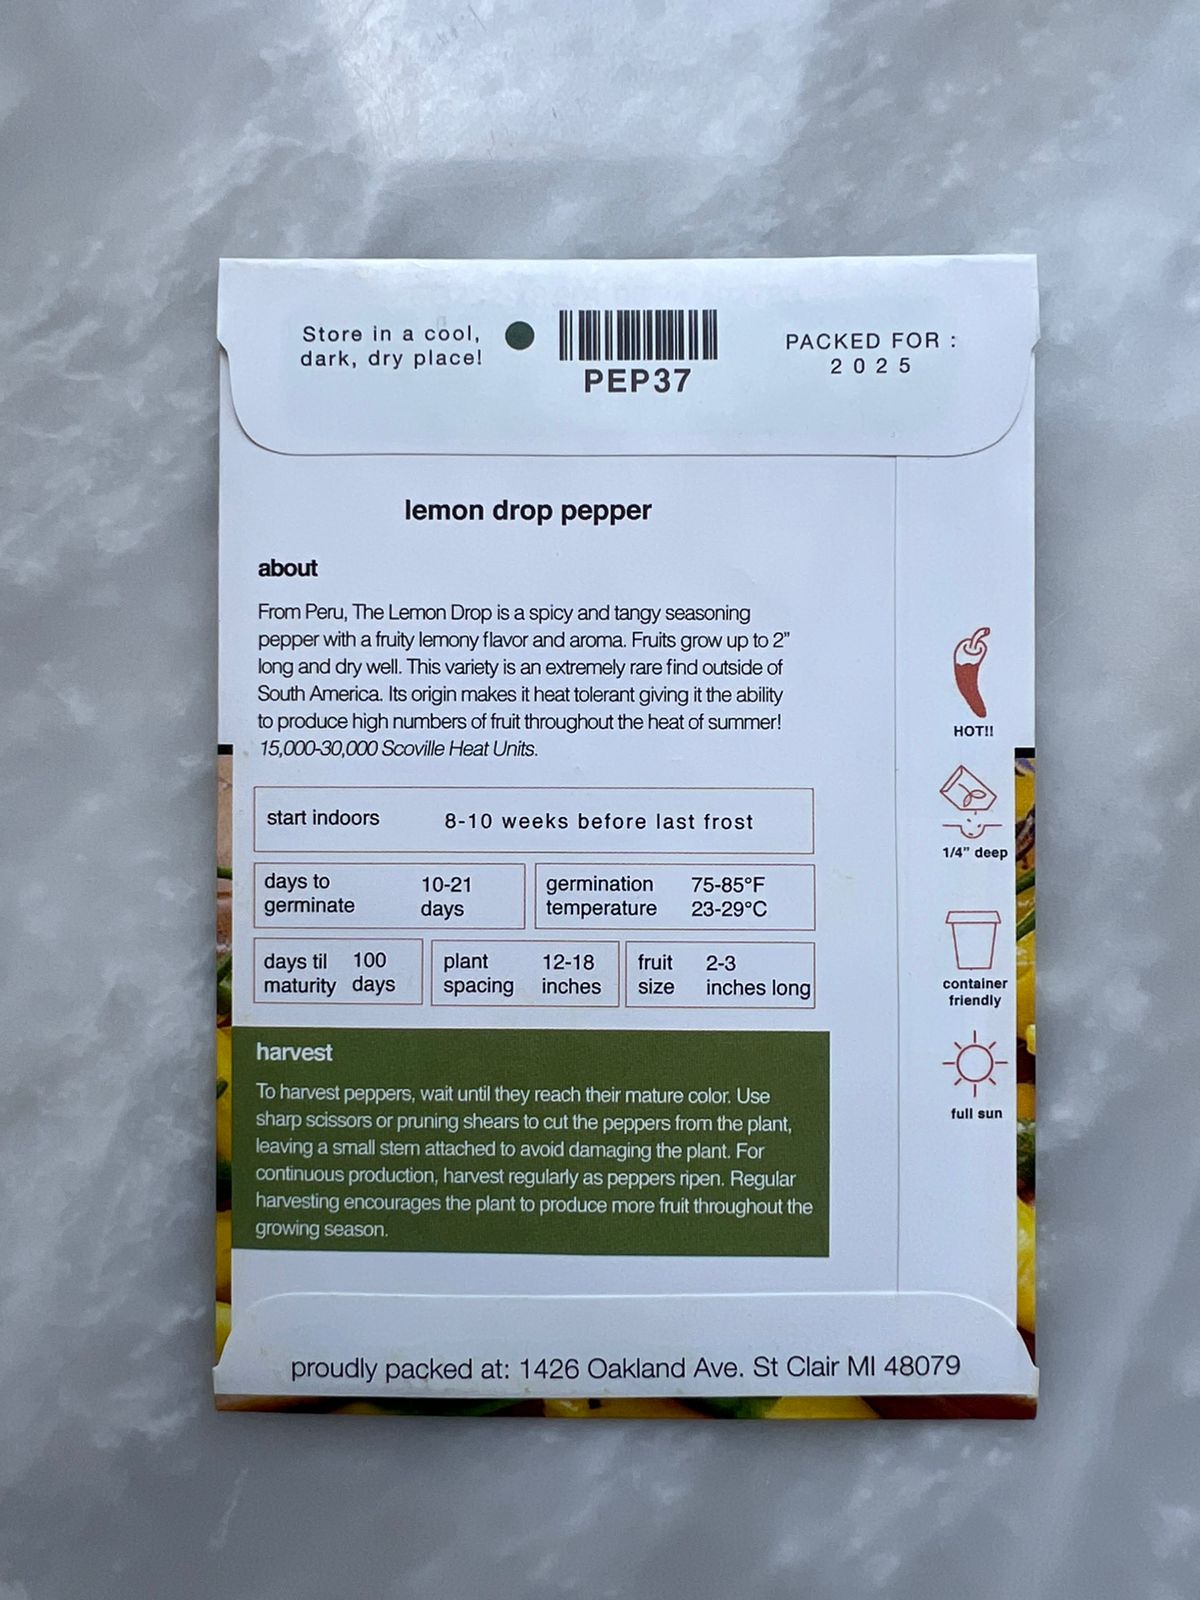 Store in a cool,
dark, dry place!
PEP37
PACKED FOR :
2025
lemon drop pepper
about
From Peru, The Lemon Drop is a spicy and tangy seasoning
pepper with a fruity lemony flavor and aroma. Fruits grow up to 2”
long and dry well. This variety is an extremely rare find outside of
South America. Its origin makes it heat tolerant giving it the ability
to produce high numbers of fruit throughout the heat of summer!
15,000-30,000 Scoville Heat Units.
start indoors 8-10 weeks before last frost
days to
germinate
10-21
days
germination
temperature
75-85°F
23-29°C
days til
maturity
100
days
plant
spacing
12-18
inches
fruit
size
2-3
inches long
harvest
To harvest peppers, wait until they reach their mature color. Use
sharp scissors or pruning shears to cut the peppers from the plant,
leaving a small stem attached to avoid damaging the plant. For
continuous production, harvest regularly as peppers ripen. Regular
harvesting encourages the plant to produce more fruit throughout the
growing season.
HOT!!
1/4” deep
container
friendly
full sun
proudly packed at: 1426 Oakland Ave. St Clair MI 48079